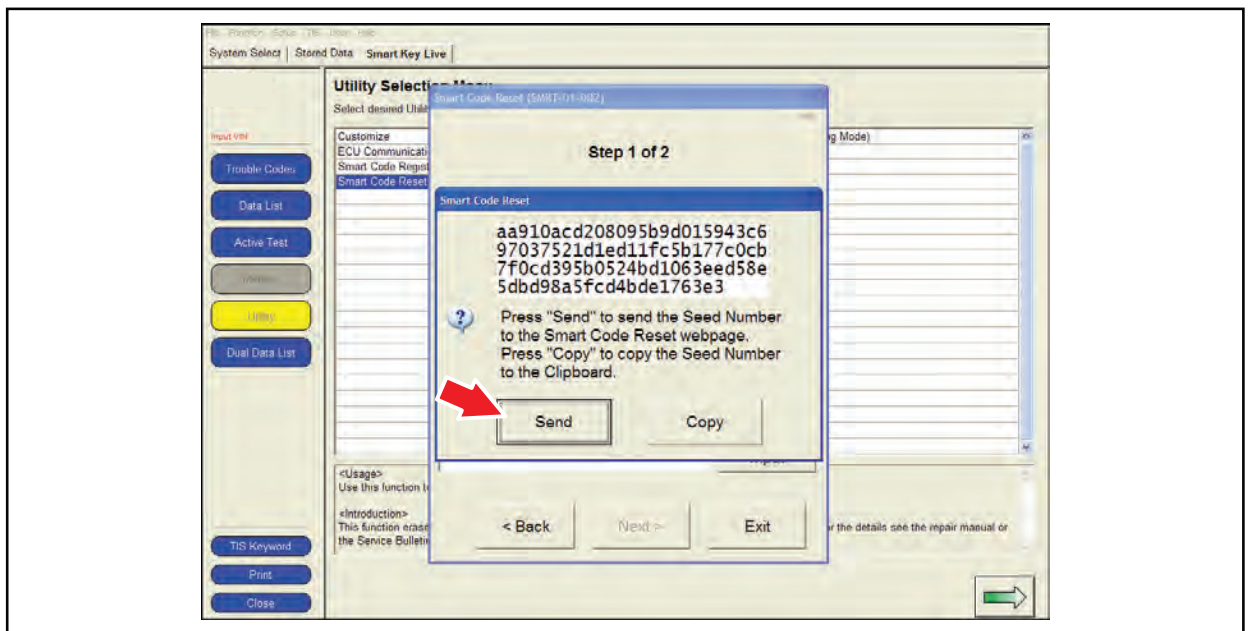 System Select | Stored Data Smart Key Live
Utility Selection Menu
Select desired Utili
Smart Code Reset (SMRT-01-002)
Input VIN
Customize
g Mode)
ECU Communicati
Smart Code Regist
Smart Code Reset
Step 1 of 2
Trouble Codes
Data List
Active Test
Utility
Dual Data List
Smart Code Reset
aa910acd208095b9d015943c6
97037521d1ed11fc5b177c0cb
7f0cd395b0524bd1063eed58e
5dbd98a5fcd4bde1763e3
Press "Send" to send the Seed Number
to the Smart Code Reset webpage.
Press "Copy" to copy the Seed Number
to the Clipboard.
Send
Copy
<Usage>
Use this function t
<Introduction>
This function erase
r the details see the repair manual or
the Service Bulleti
< Back
Next >
Exit
TIS Keyword
Print
Close